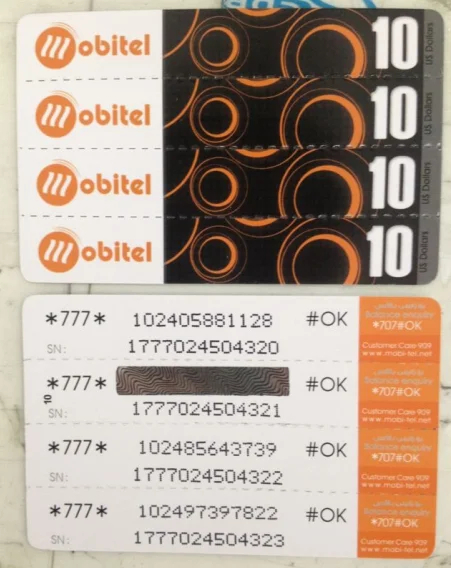 mobitel 10 US Dollars
mobitel 10 US Dollars
mobitel 10 US Dollars
mobitel 10 US Dollars
*777* 102405881128 #OK
SN: 1777024504320
Balance enquiry
*707#OK
Customer Care 909
www.mobi-tel.net
*777* #OK
10
SN: 1777024504321
Balance enquiry
*707#OK
Customer Care 909
www.mobi-tel.net
*777* 102485643739 #OK
SN: 1777024504322
Balance enquiry
*707#OK
Customer Care 909
www.mobi-tel.net
*777* 102497397822 #OK
SN: 1777024504323
Balance enquiry
*707#OK
Customer Care 909
www.mobi-tel.net